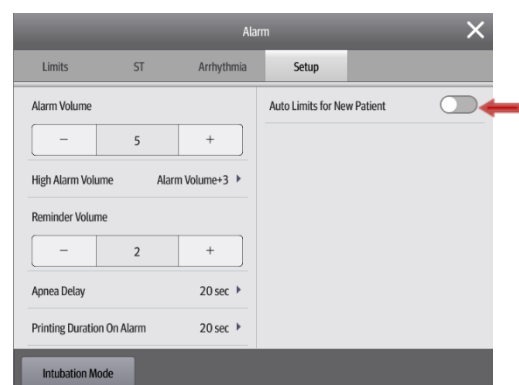 Alarm
Limits ST Arrhythmia Setup
Alarm Volume
− 5 +
High Alarm Volume Alarm Volume+3
Reminder Volume
− 2 +
Apnea Delay 20 sec
Printing Duration On Alarm 20 sec
Auto Limits for New Patient
Intubation Mode